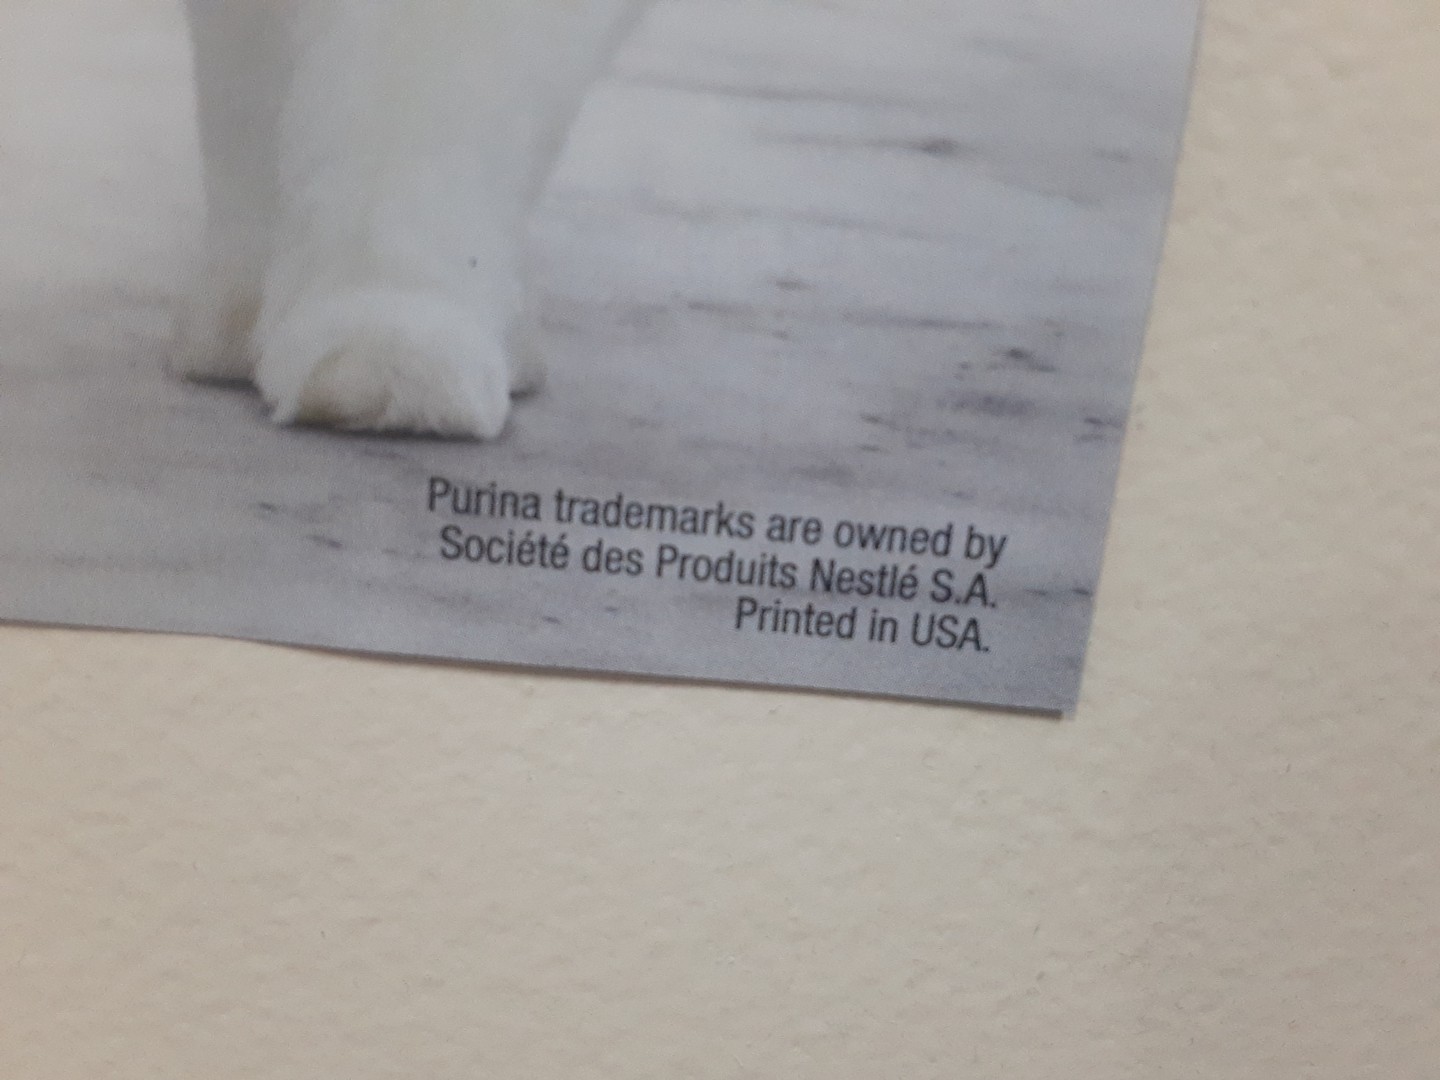 Purina trademarks are owned by
Société des Produits Nestlé S.A.
Printed in USA.